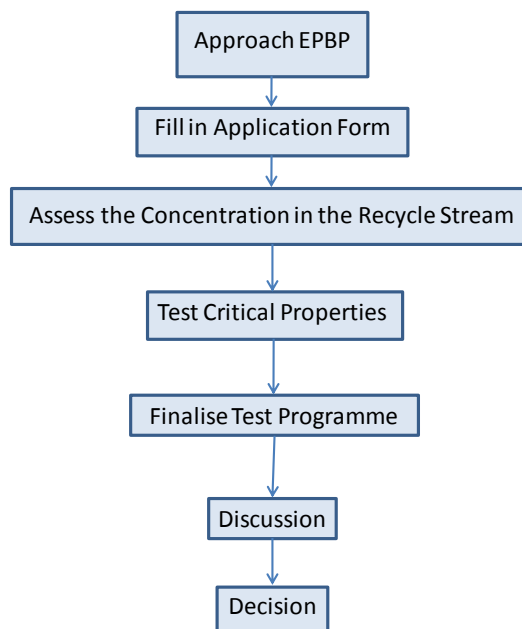 Approach EPBP
Fill in Application Form
Assess the Concentration in the Recycle Stream
Test Critical Properties
Finalise Test Programme
Discussion
Decision